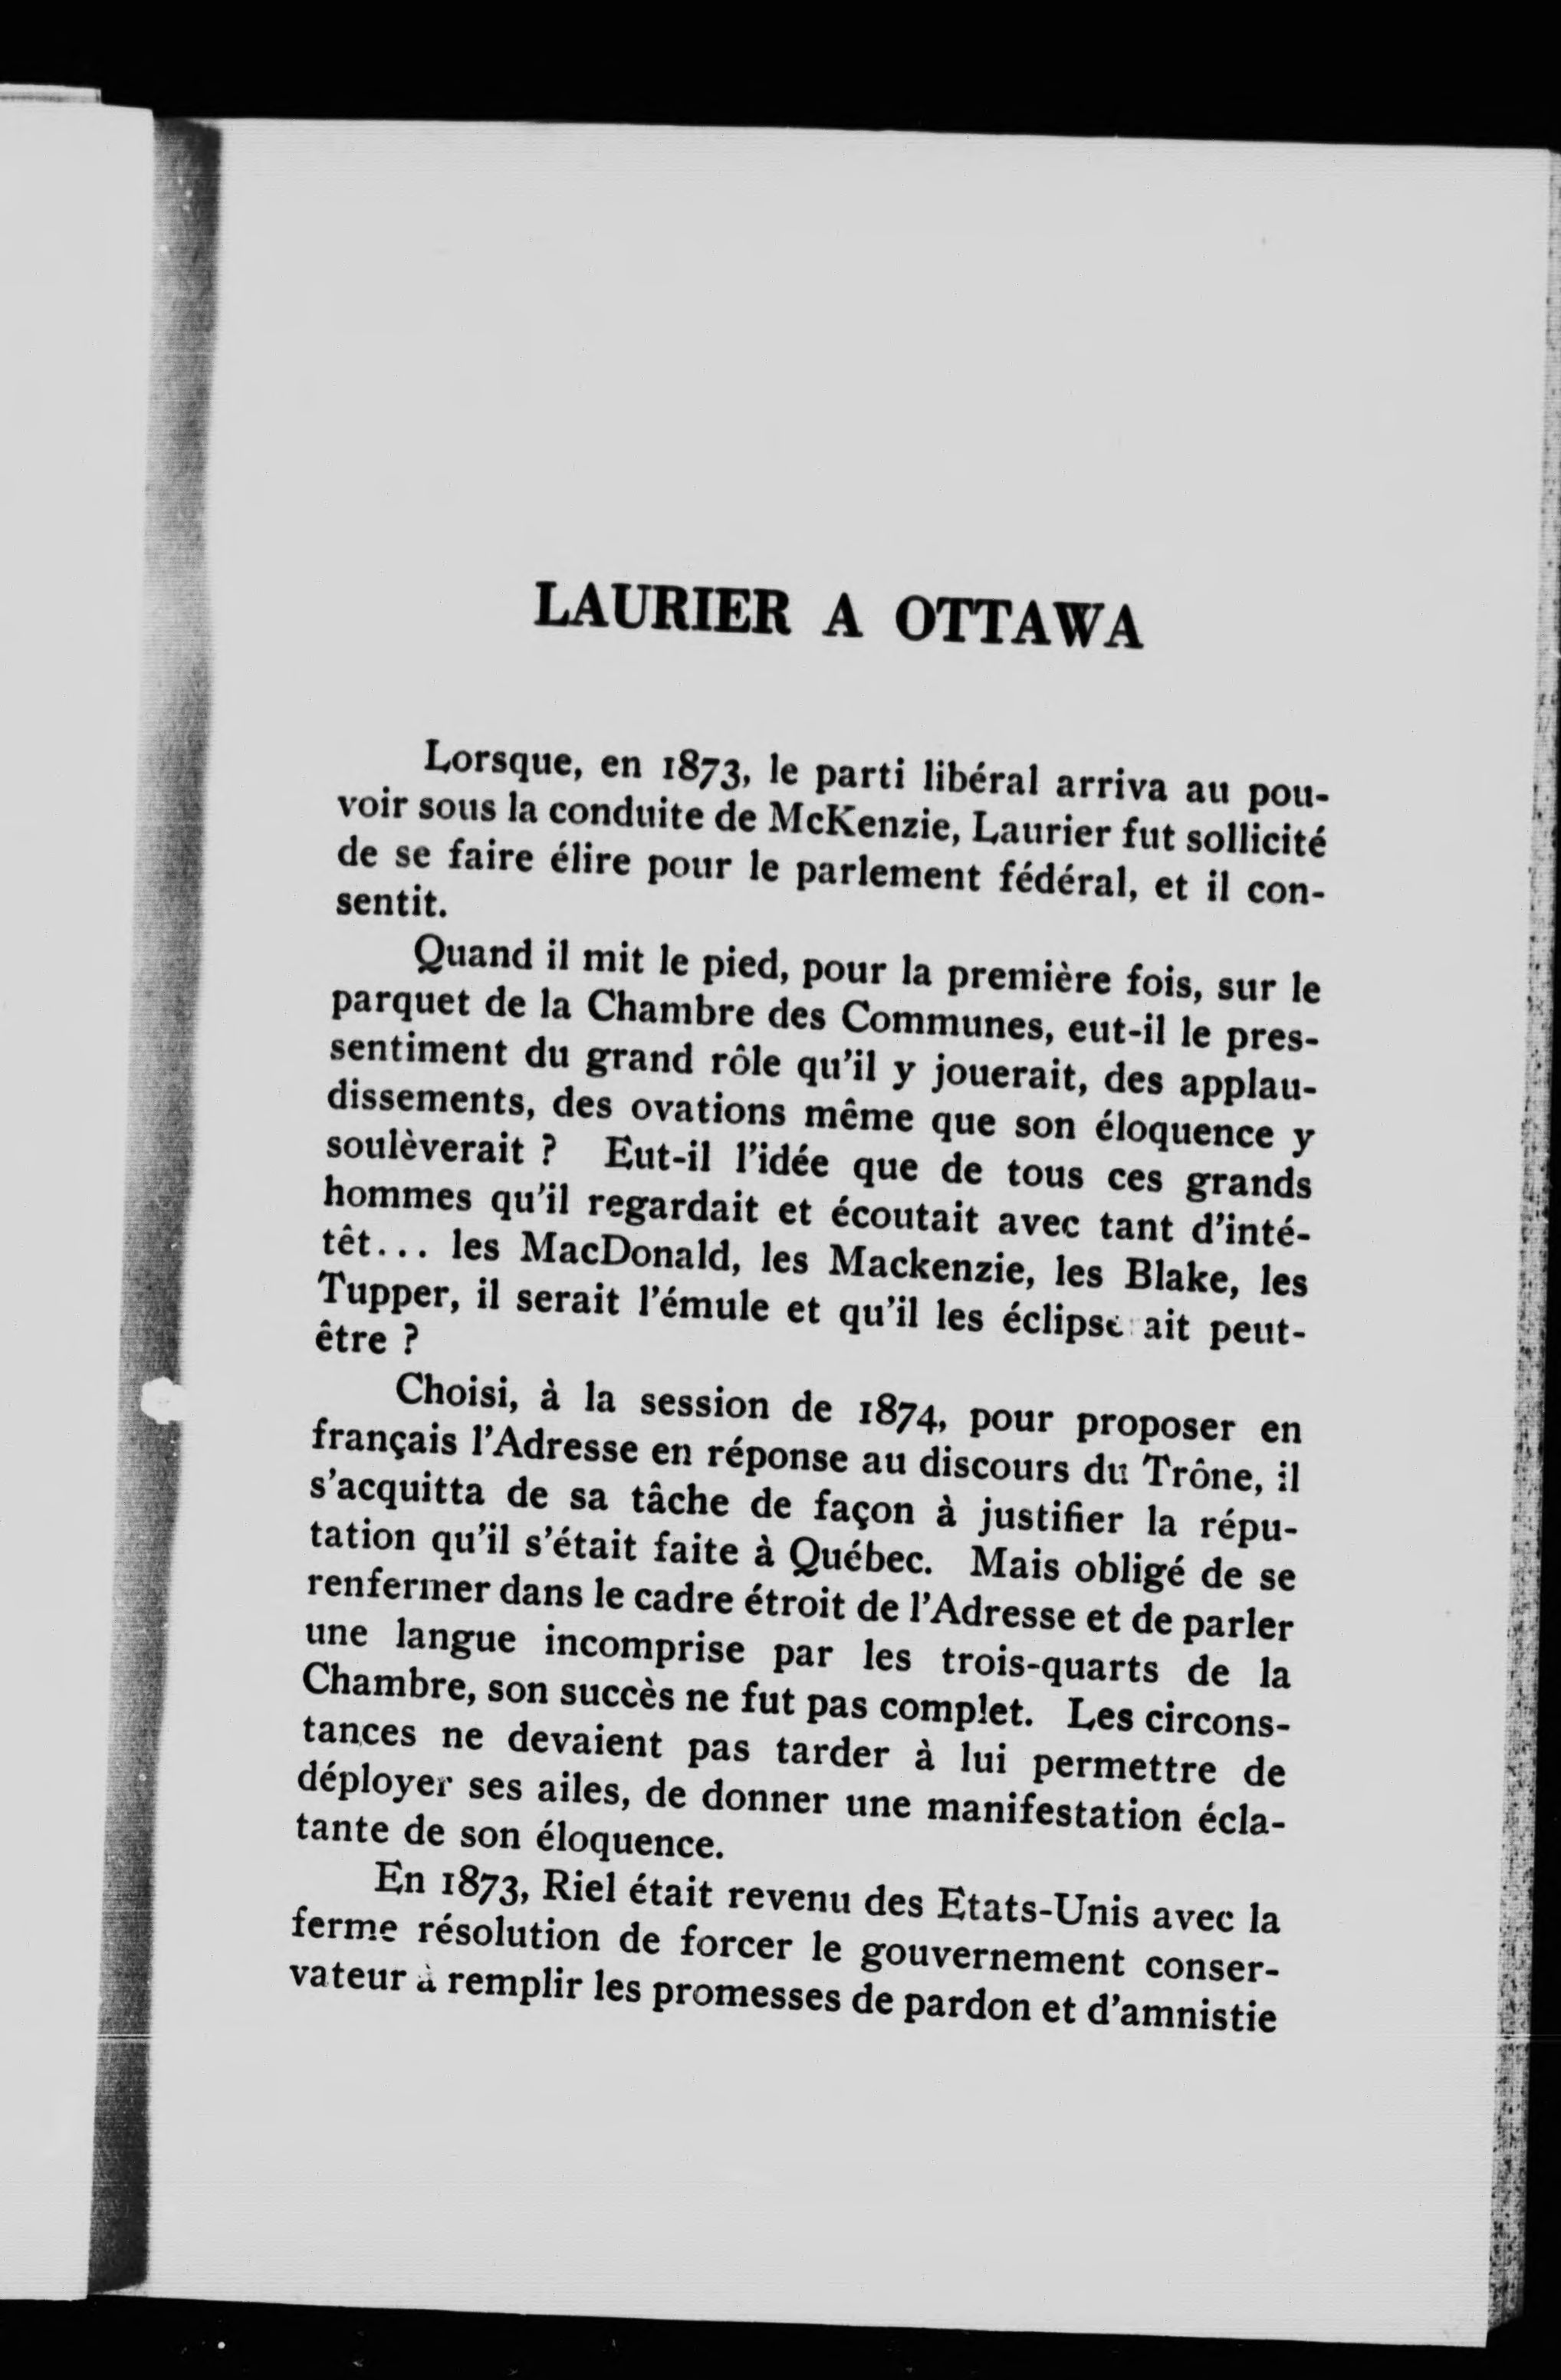 LAURIER A OTTAWA
Lorsque, en 1873, le parti libéral arriva au pou-
voir sous la conduite de McKenzie, Laurier fut sollicité
de se faire élire pour le parlement fédéral, et il con-
sentit.
Quand il mit le pied, pour la première fois, sur le
parquet de la Chambre des Communes, eut-il le pres-
sentiment du grand rôle qu'il y jouerait, des applau-
dissements, des ovations même que son éloquence y
soulèverait ? Eut-il l'idée que de tous ces grands
hommes qu'il regardait et écoutait avec tant d'inté-
têt... les MacDonald, les Mackenzie, les Blake, les
Tupper, il serait l'émule et qu'il les éclipserait peut-
être ?
Choisi, à la session de 1874, pour proposer en
français l'Adresse en réponse au discours du Trône, il
s'acquitta de sa tâche de façon à justifier la répu-
tation qu'il s'était faite à Québec. Mais obligé de se
renfermer dans le cadre étroit de l'Adresse et de parler
une langue incomprise par les trois-quarts de la
Chambre, son succès ne fut pas complet. Les circons-
tances ne devaient pas tarder à lui permettre de
déployer ses ailes, de donner une manifestation écla-
tante de son éloquence.
En 1873, Riel était revenu des Etats-Unis avec la
ferme résolution de forcer le gouvernement conser-
vateur à remplir les promesses de pardon et d'amnistie